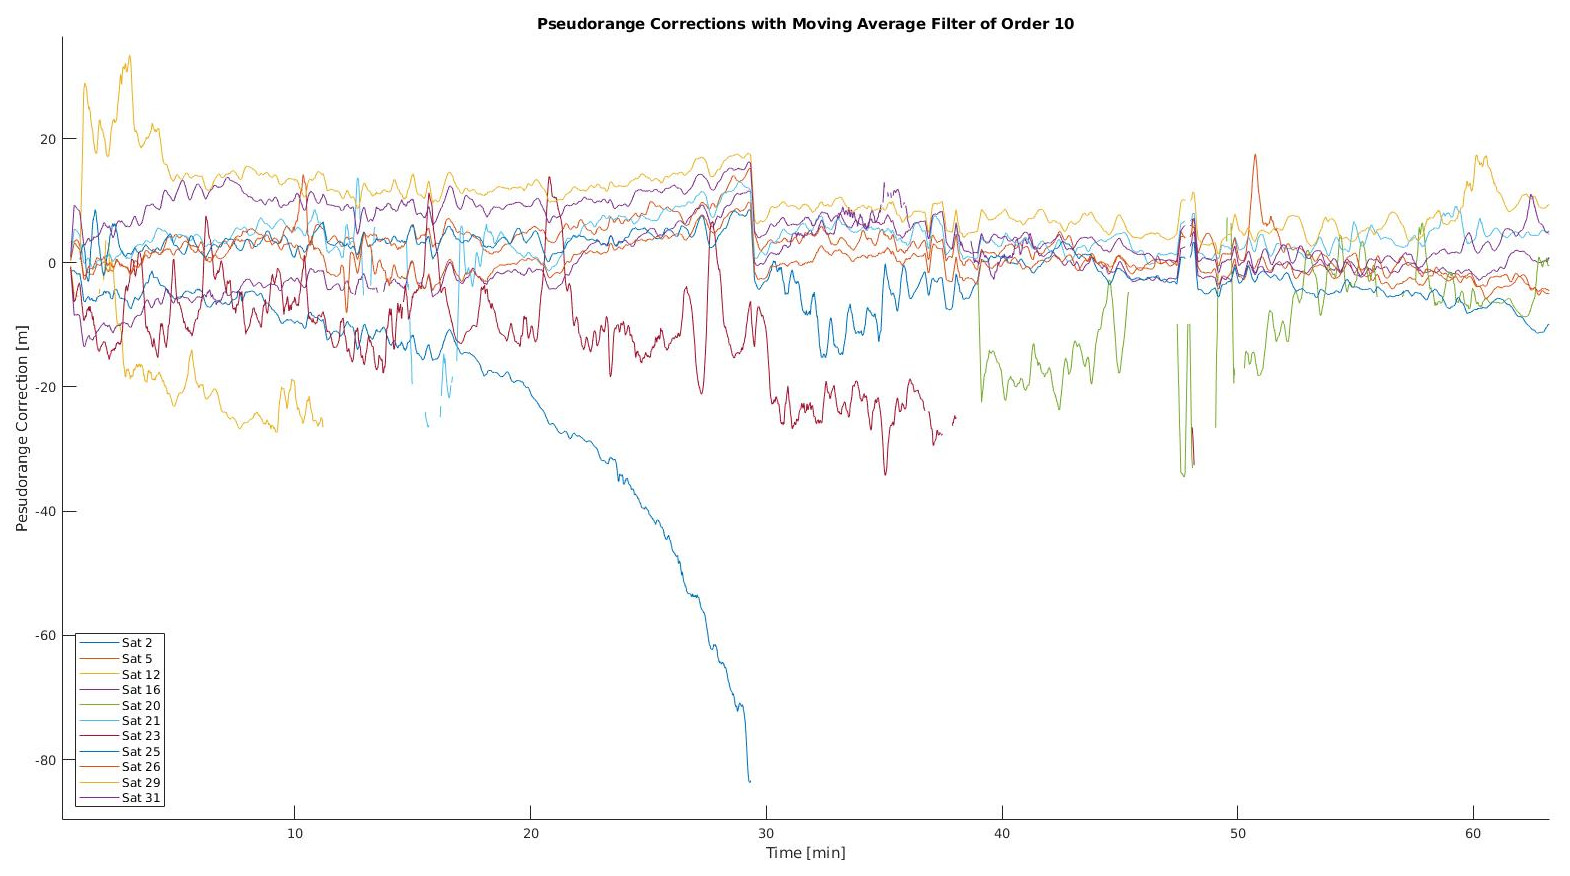 Pseudorange Corrections with Moving Average Filter of Order 10
Pesudorange Correction [m]
20
0
-20
-40
-60
-80
Sat 2
Sat 5
Sat 12
Sat 16
Sat 20
Sat 21
Sat 23
Sat 25
Sat 26
Sat 29
Sat 31
10
20
30
40
50
60
Time [min]